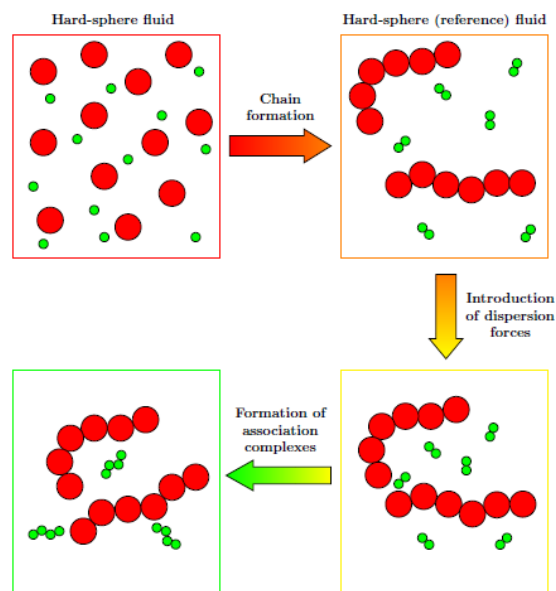 Hard-sphere fluid
Hard-sphere (reference) fluid
Chain
formation
Introduction
of dispersion
forces
Formation of
association
complexes